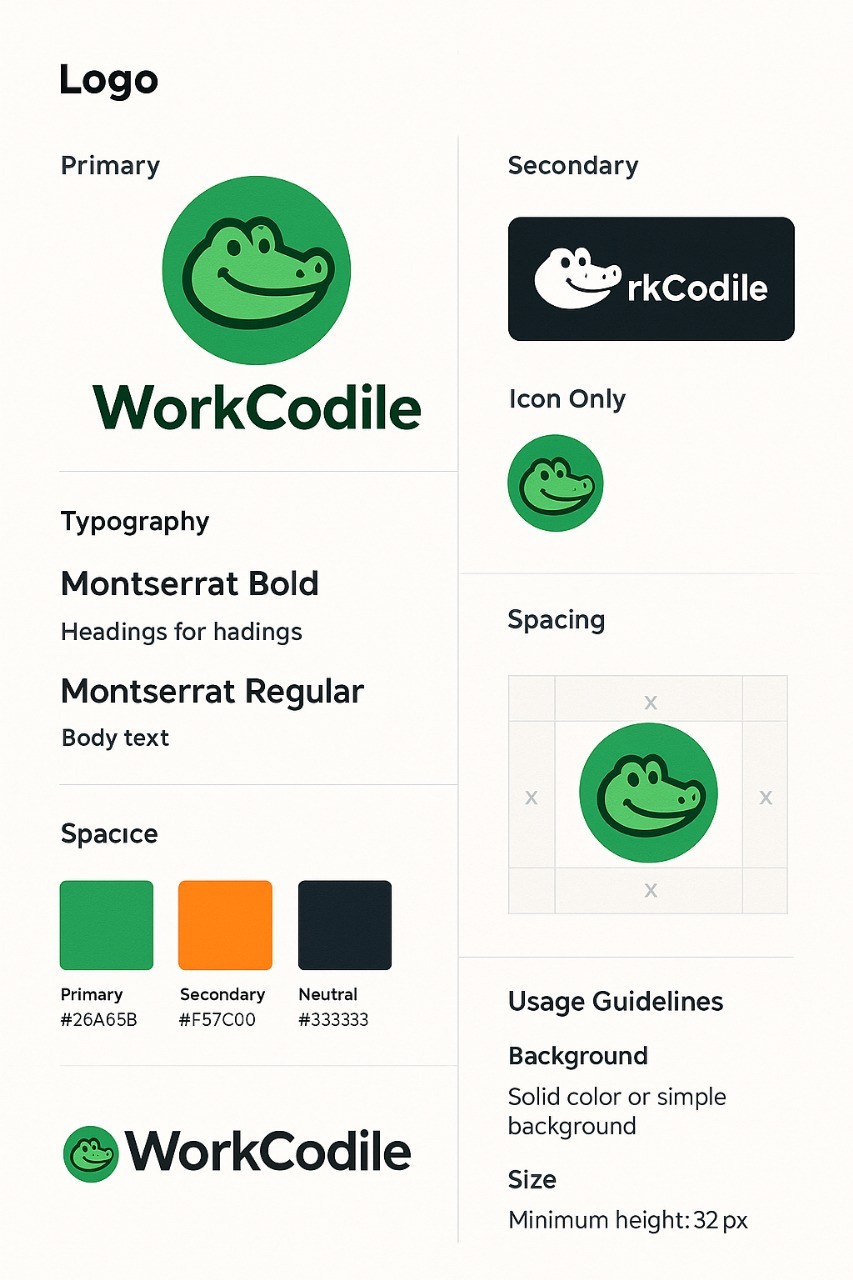 Logo
Primary
WorkCodile
Typography
Montserrat Bold
Headings for hadings
Montserrat Regular
Body text
Spacıce
Primary
#26A65B
Secondary
#F57C00
Neutral
#333333
WorkCodile
Secondary
rkCodile
Icon Only
Spacing
x
x
x
x
Usage Guidelines
Background
Solid color or simple
background
Size
Minimum height: 32 px